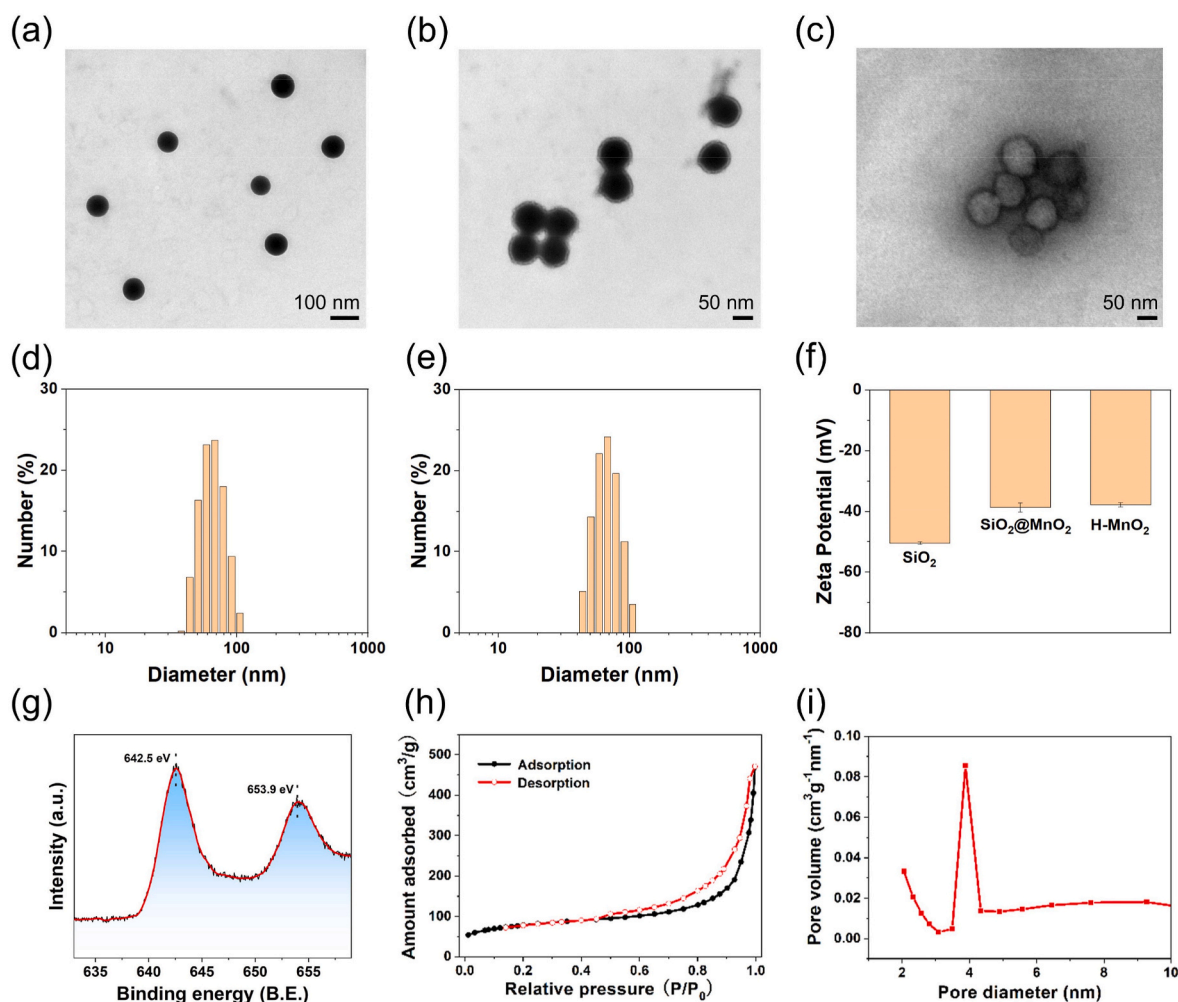 (a)
(b)
(c)
100 nm
50 nm
50 nm
(d)
(e)
(f)
30
20
10
0
Number (%)
10
100
1000
Diameter (nm)
30
20
10
0
Number (%)
10
100
1000
Diameter (nm)
0
-20
-40
-60
-80
Zeta Potential (mV)
SiO₂
SiO₂@MnO₂
H-MnO₂
(g)
(h)
(i)
642.5 eV
653.9 eV
Intensity (a.u.)
635
640
645
650
655
Binding energy (B.E.)
Adsorption
Desorption
500
400
300
200
100
0
Amount adsorbed (cm³/g)
0.0
0.2
0.4
0.6
0.8
1.0
Relative pressure (P/P₀)
0.10
0.08
0.06
0.04
0.02
0.00
Pore volume (cm³g⁻¹nm⁻¹)
2
4
6
8
10
Pore diameter (nm)